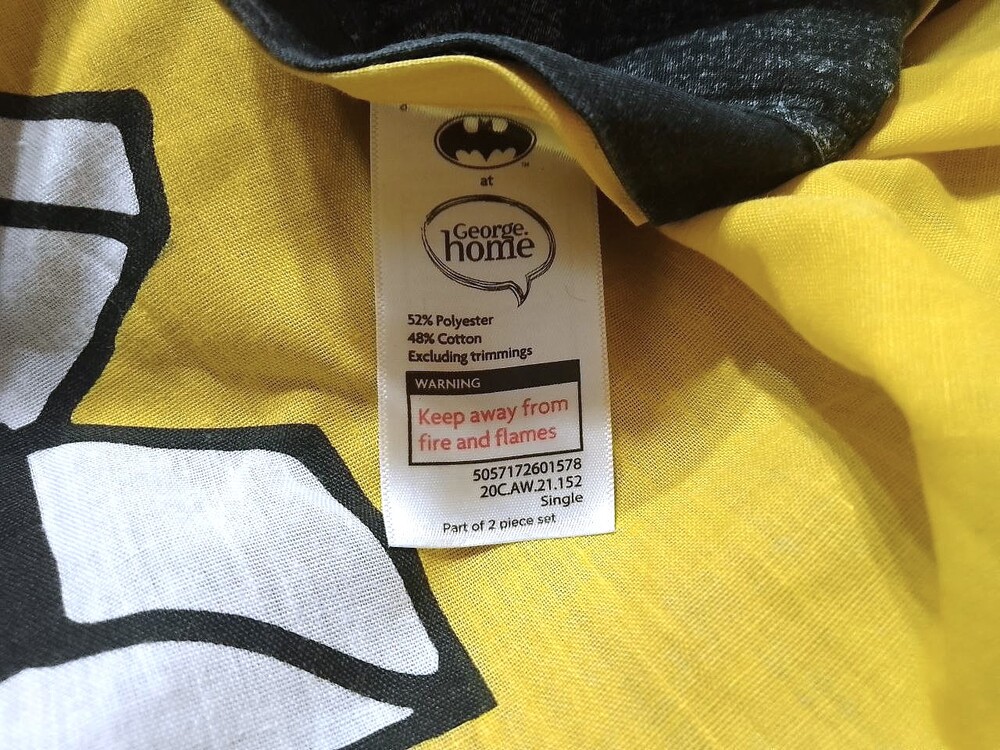 TM
at
George.
home
52% Polyester
48% Cotton
Excluding trimmings
WARNING
Keep away from
fire and flames
5057172601578
20C.AW.21.152
Single
Part of 2 piece set